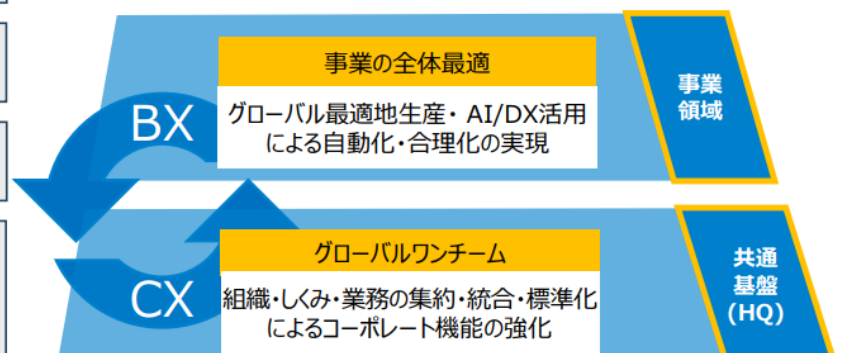 事業の全体最適
BX
グローバル最適地生産・ AI/DX活用
による自動化・合理化の実現
事業
領域
グローバルワンチーム
CX
組織・しくみ・業務の集約・統合・標準化
によるコーポレート機能の強化
共通
基盤
(HQ)